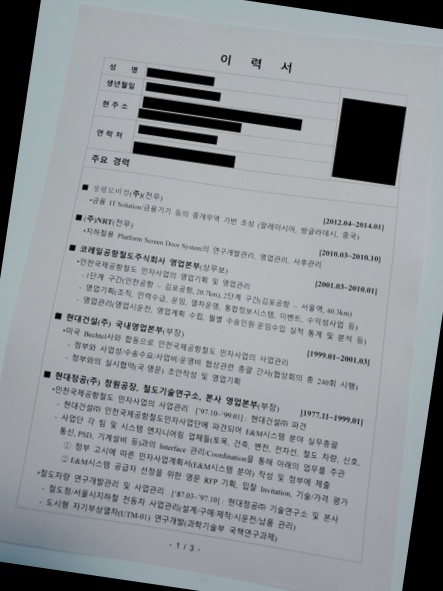 이 력 서
성 명
생년월일
현 주 소
연 락 처
주요 경력
(주)(전무) [2012.04~2014.01]
•금융 IT Solution/금융기기 등의 중개무역 기반 조성 (말레이시아, 방글라데시, 중국)
■ (주)NRT(전무) [2010.03~2010.10]
•지하철용 Platform Screen Door System의 연구개발관리, 영업관리, 사후관리
■ 코레일공항철도주식회사 영업본부(상무보) [2001.03~2010.01]
•인천국제공항철도 민자사업의 영업기획 및 영업관리
- 1단계 구간(인천공항 – 김포공항, 20.7km), 2단계 구간(김포공항 – 서울역, 40.3km)
- 영업기획(조직, 인력수급, 운임, 열차운영, 통합정보시스템, 이벤트, 수익성사업 등)
- 영업관리(영업시운전, 영업계획 수립, 월별 수송인원·운임수입 실적 통계 및 분석 등)
■ 현대건설(주) 국내영업본부(부장) [1999.01~2001.03]
•미국 Bechtel사와 합동으로 인천국제공항철도 민자사업의 사업관리
- 정부와 사업성/수송수요/사업비/운영비 협상관련 총괄 간사(협상회의 총 240회 시행)
- 정부와의 실시협약(국 영문) 초안작성 및 영업기획
■ 현대정공(주) 창원공장, 철도기술연구소, 본사 영업본부(부장) [1977.11~1999.01]
•인천국제공항철도 민자사업의 사업관리 ['97.10~'99.01] : 현대건설㈜ 파견
- 현대건설㈜ 인천국제공항철도민자사업단에 파견되어 E&M시스템 분야 실무총괄
- 사업단 각 팀 및 시스템 엔지니어링 업체들(토목, 건축, 변전, 전차선, 철도 차량, 신호,
통신, PSD, 기계설비 등)과의 Interface 관리/Coordination을 통해 아래의 업무를 주관
① 정부 고시에 따른 민자사업계획서(E&M시스템 분야) 작성 및 정부에 제출
② E&M시스템 공급자 선정을 위한 영문 RFP 기획, 입찰 Invitation, 기술/가격 평가
•철도차량 연구개발관리 및 사업관리 ['87.03~'97.10] : 현대정공㈜ 기술연구소 및 본사
- 철도청/서울시지하철 전동차 사업관리(설계/구매/제작/시운전/납품 관리)
- 도시형 자기부상열차(UTM-01) 연구개발(과학기술부 국책연구과제)
- 1 / 3 -